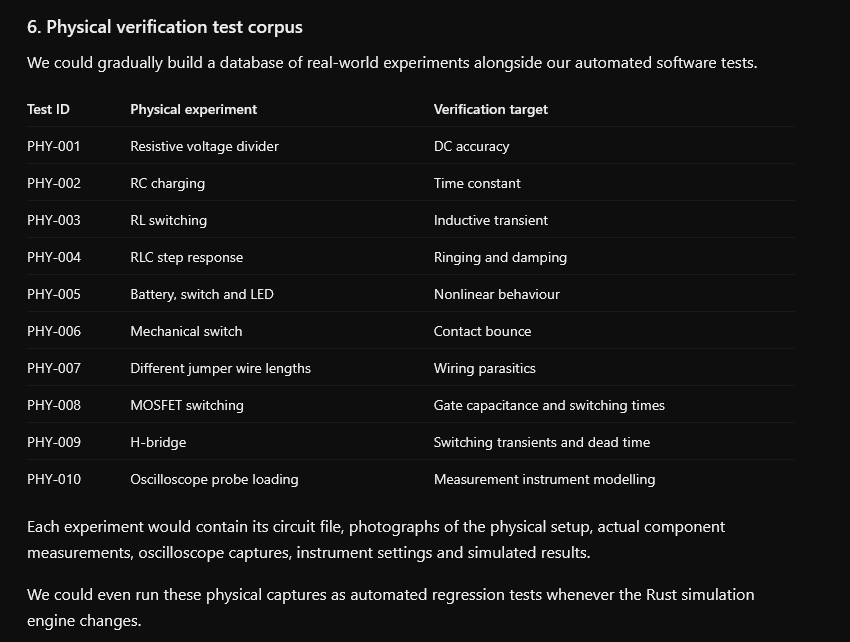 6. Physical verification test corpus
We could gradually build a database of real-world experiments alongside our automated software tests.
Test ID Physical experiment Verification target
PHY-001 Resistive voltage divider DC accuracy
PHY-002 RC charging Time constant
PHY-003 RL switching Inductive transient
PHY-004 RLC step response Ringing and damping
PHY-005 Battery, switch and LED Nonlinear behaviour
PHY-006 Mechanical switch Contact bounce
PHY-007 Different jumper wire lengths Wiring parasitics
PHY-008 MOSFET switching Gate capacitance and switching times
PHY-009 H-bridge Switching transients and dead time
PHY-010 Oscilloscope probe loading Measurement instrument modelling
Each experiment would contain its circuit file, photographs of the physical setup, actual component
measurements, oscilloscope captures, instrument settings and simulated results.
We could even run these physical captures as automated regression tests whenever the Rust simulation
engine changes.